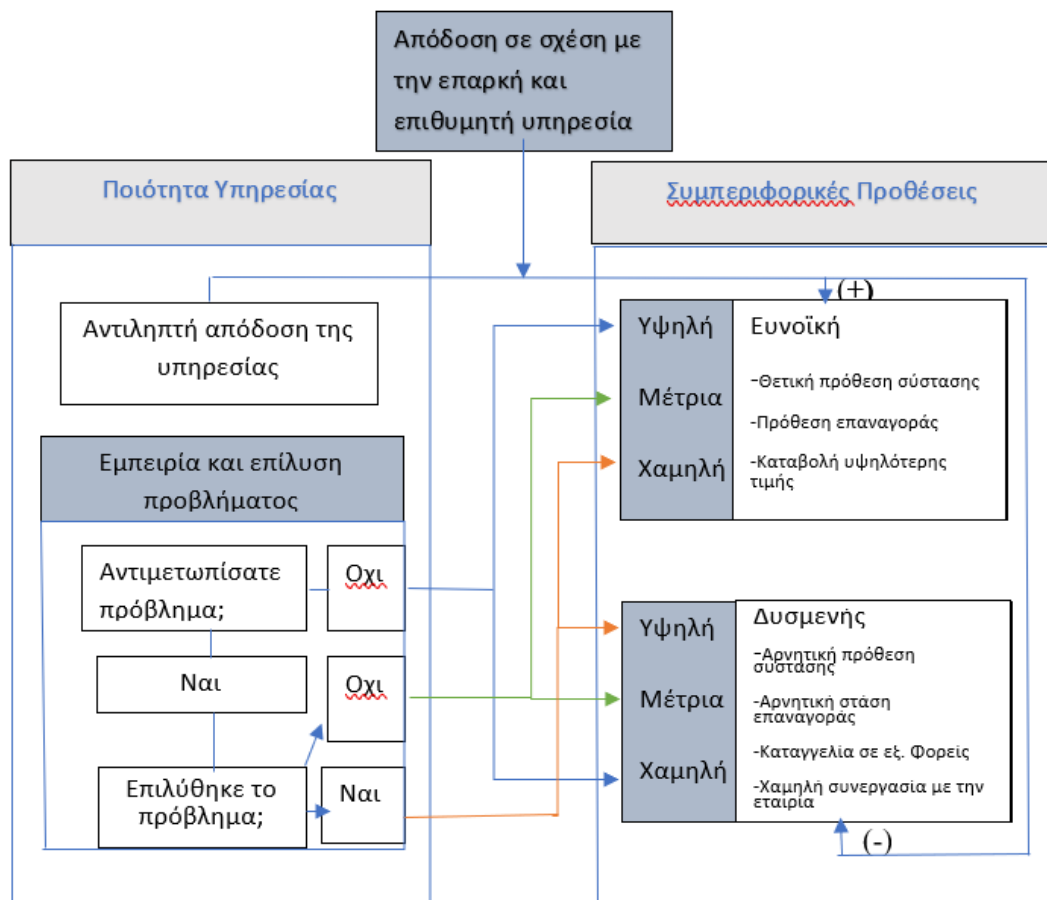 Απόδοση σε σχέση με
την επαρκή και
επιθυμητή υπηρεσία
Ποιότητα Υπηρεσίας
Συμπεριφορικές Προθέσεις
(+)
Αντιληπτή απόδοση της
υπηρεσίας
Εμπειρία και επίλυση
προβλήματος
Αντιμετωπίσατε
πρόβλημα;
Οχι
Ναι
Οχι
Επιλύθηκε το
πρόβλημα;
Ναι
Υψηλή
Μέτρια
Χαμηλή
Ευνοϊκή
-Θετική πρόθεση σύστασης
-Πρόθεση επαναγοράς
-Καταβολή υψηλότερης
τιμής
Υψηλή
Μέτρια
Χαμηλή
Δυσμενής
-Αρνητική πρόθεση
σύστασης
-Αρνητική στάση
επαναγοράς
-Καταγγελία σε εξ. Φορείς
-Χαμηλή συνεργασία με την
εταιρία
(-)